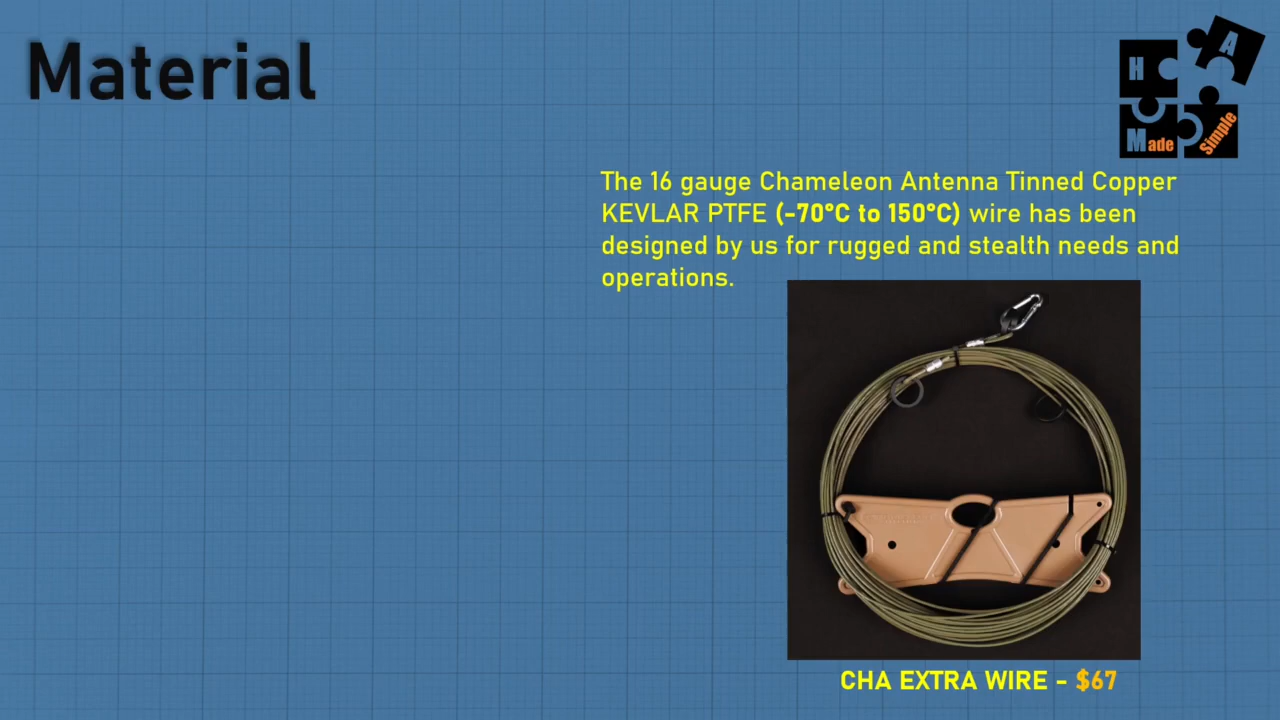 Material
H A
Made Simple
The 16 gauge Chameleon Antenna Tinned Copper
KEVLAR PTFE (-70°C to 150°C) wire has been
designed by us for rugged and stealth needs and
operations.
CHA EXTRA WIRE - $67